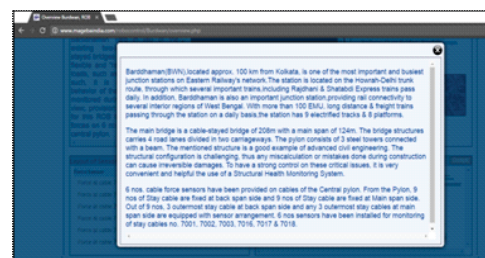 Overview Burdwan, ROB
www.mageba india.com/sitescontrol/Burdwan/overview.php
Barddhaman(BWN),located approx. 100 km from Kolkata, is one of the most important and busiest
junction stations on Eastern Railway's network.The station is located on the Howrah-Delhi trunk
route, through which several important trains,including Rajdhani & Shatabdi Express trains pass
daily. In addition, Barddhaman is also an important junction station,providing rail connectivity to
several interior regions of West Bengal. With more than 100 EMU, long distance & freight trains
passing through the station on a daily basis,the station has 9 electrified tracks & 8 platforms.
The main bridge is a cable-stayed bridge of 208m with a main span of 124m. The bridge structures
carries 4 road lanes divided in two carriageways. The pylon consists of 3 steel towers connected
with a beam. The mentioned structure is a good example of advanced civil engineering. The
structural configuration is challenging, thus any miscalculation or mistakes done during construction
can cause irreversible damages. To have a strong control on these critical issues, it is very
convenient and helpful the use of a Structural Health Monitoring System.
6 nos. cable force sensors have been provided on cables of the Central pylon. From the Pylon, 9
nos of Stay cable are fixed at back span side and 9 nos of Stay cable are fixed at Main span side.
Out of 9 nos, 3 outermost stay cable at back span side and any 3 outermost stay cables at main
span side are equipped with sensor arrangement. 6 nos sensors have been installed for monitoring
of stay cables no. 7001, 7002, 7003, 7016, 7017 & 7018.